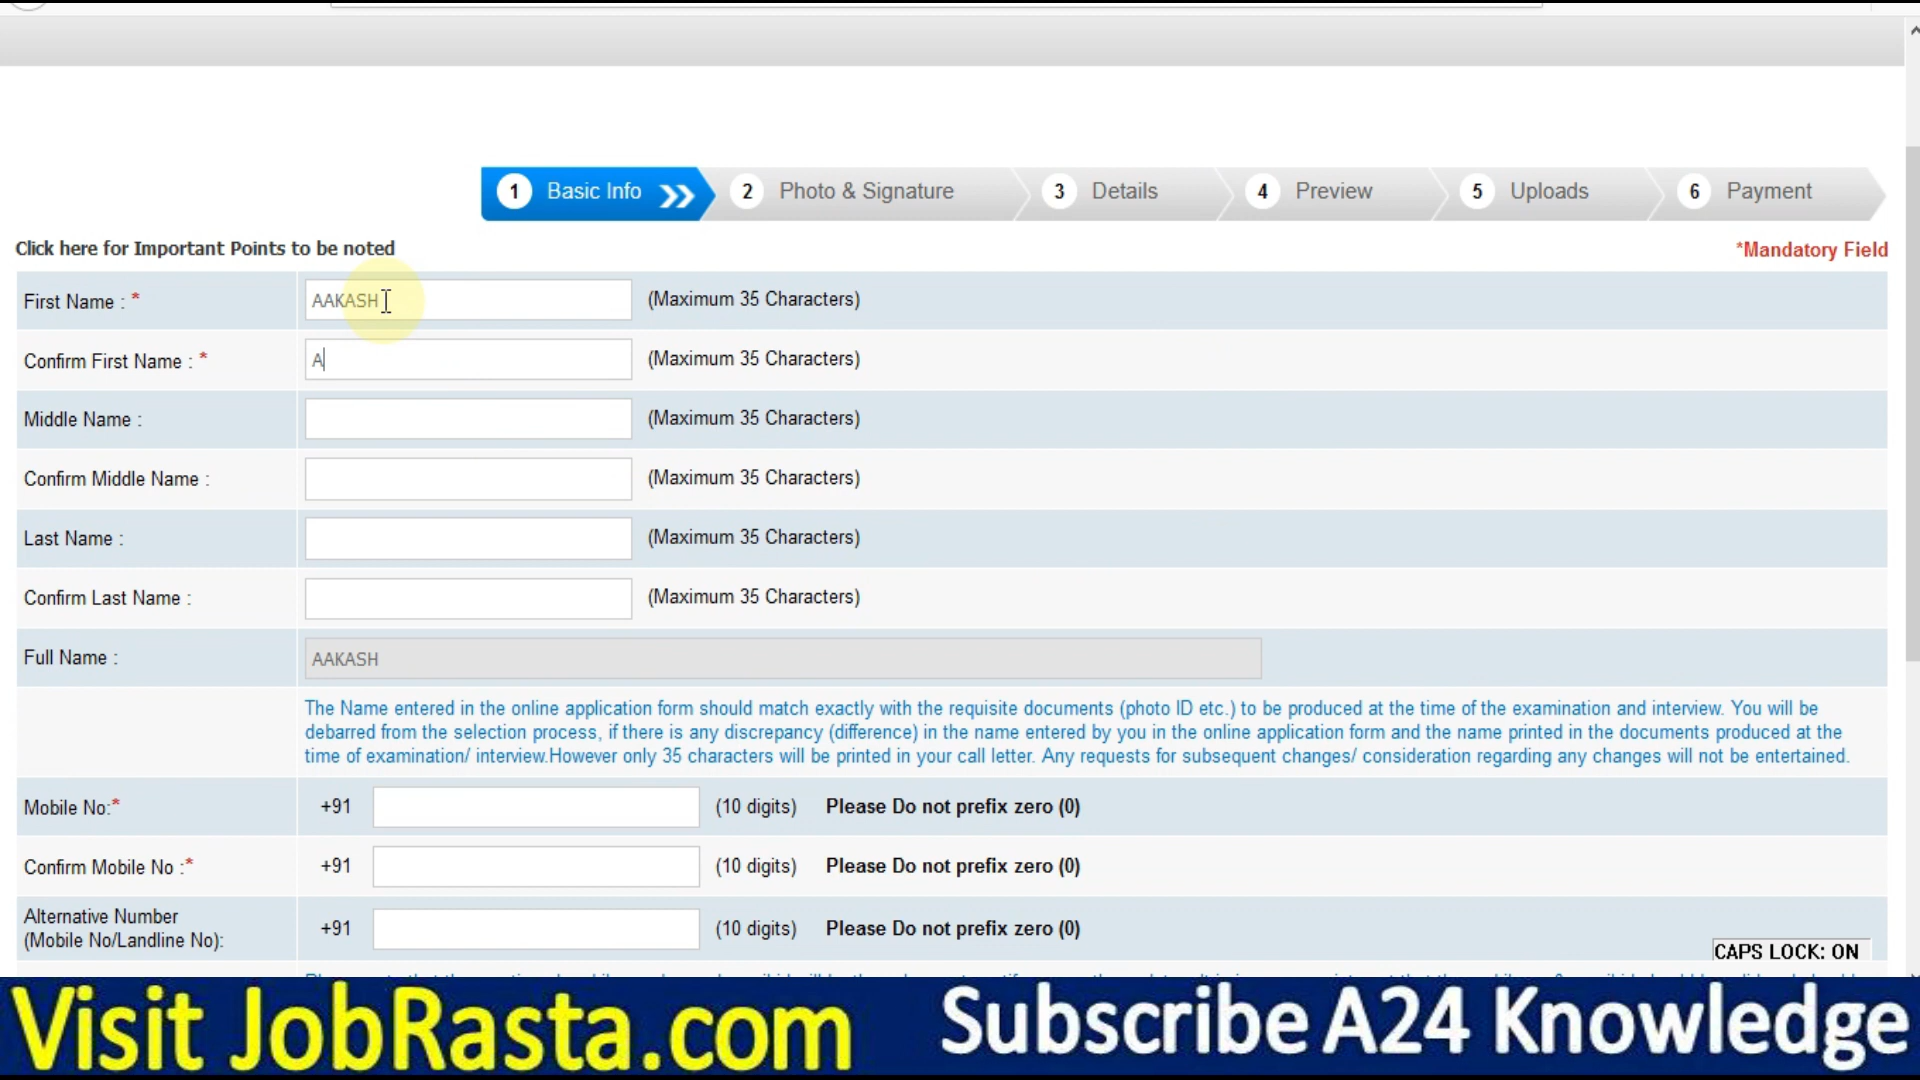 1 Basic Info 2 Photo & Signature 3 Details 4 Preview 5 Uploads 6 Payment
Click here for Important Points to be noted *Mandatory Field
First Name : * AAKASH (Maximum 35 Characters)
Confirm First Name : * A (Maximum 35 Characters)
Middle Name : (Maximum 35 Characters)
Confirm Middle Name : (Maximum 35 Characters)
Last Name : (Maximum 35 Characters)
Confirm Last Name : (Maximum 35 Characters)
Full Name : AAKASH
The Name entered in the online application form should match exactly with the requisite documents (photo ID etc.) to be produced at the time of the examination and interview. You will be
debarred from the selection process, if there is any discrepancy (difference) in the name entered by you in the online application form and the name printed in the documents produced at the
time of examination/ interview.However only 35 characters will be printed in your call letter. Any requests for subsequent changes/ consideration regarding any changes will not be entertained.
Mobile No:* +91 (10 digits) Please Do not prefix zero (0)
Confirm Mobile No :* +91 (10 digits) Please Do not prefix zero (0)
Alternative Number
(Mobile No/Landline No): +91 (10 digits) Please Do not prefix zero (0)
CAPS LOCK: ON
Visit JobRasta.com Subscribe A24 Knowledge